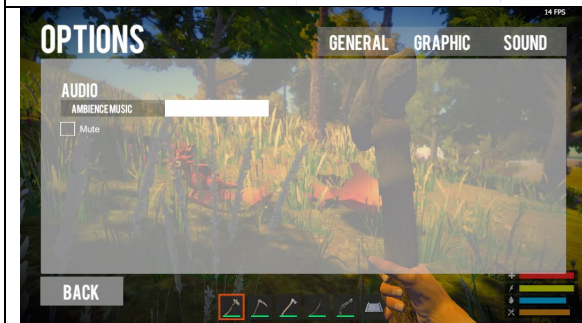 14 FPS
OPTIONS
GENERAL GRAPHIC SOUND
AUDIO
AMBIENCE MUSIC
Mute
BACK